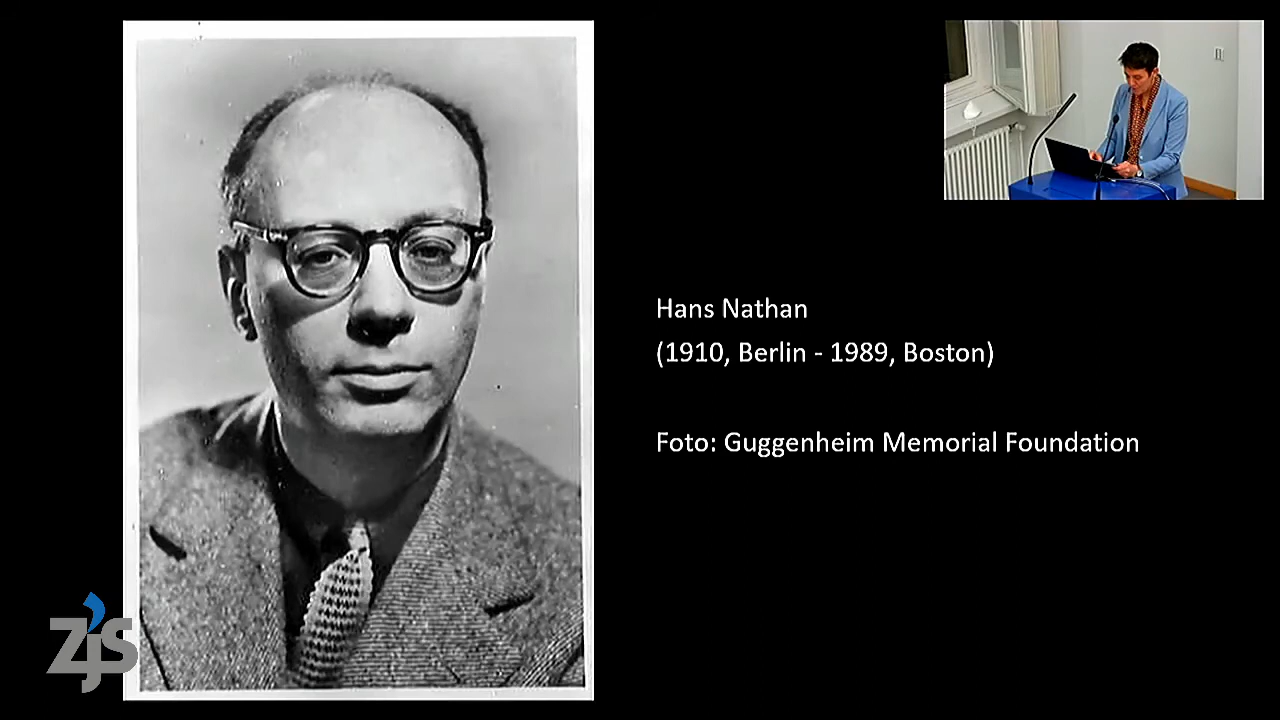 Hans Nathan
(1910, Berlin - 1989, Boston)
Foto: Guggenheim Memorial Foundation
ZjS